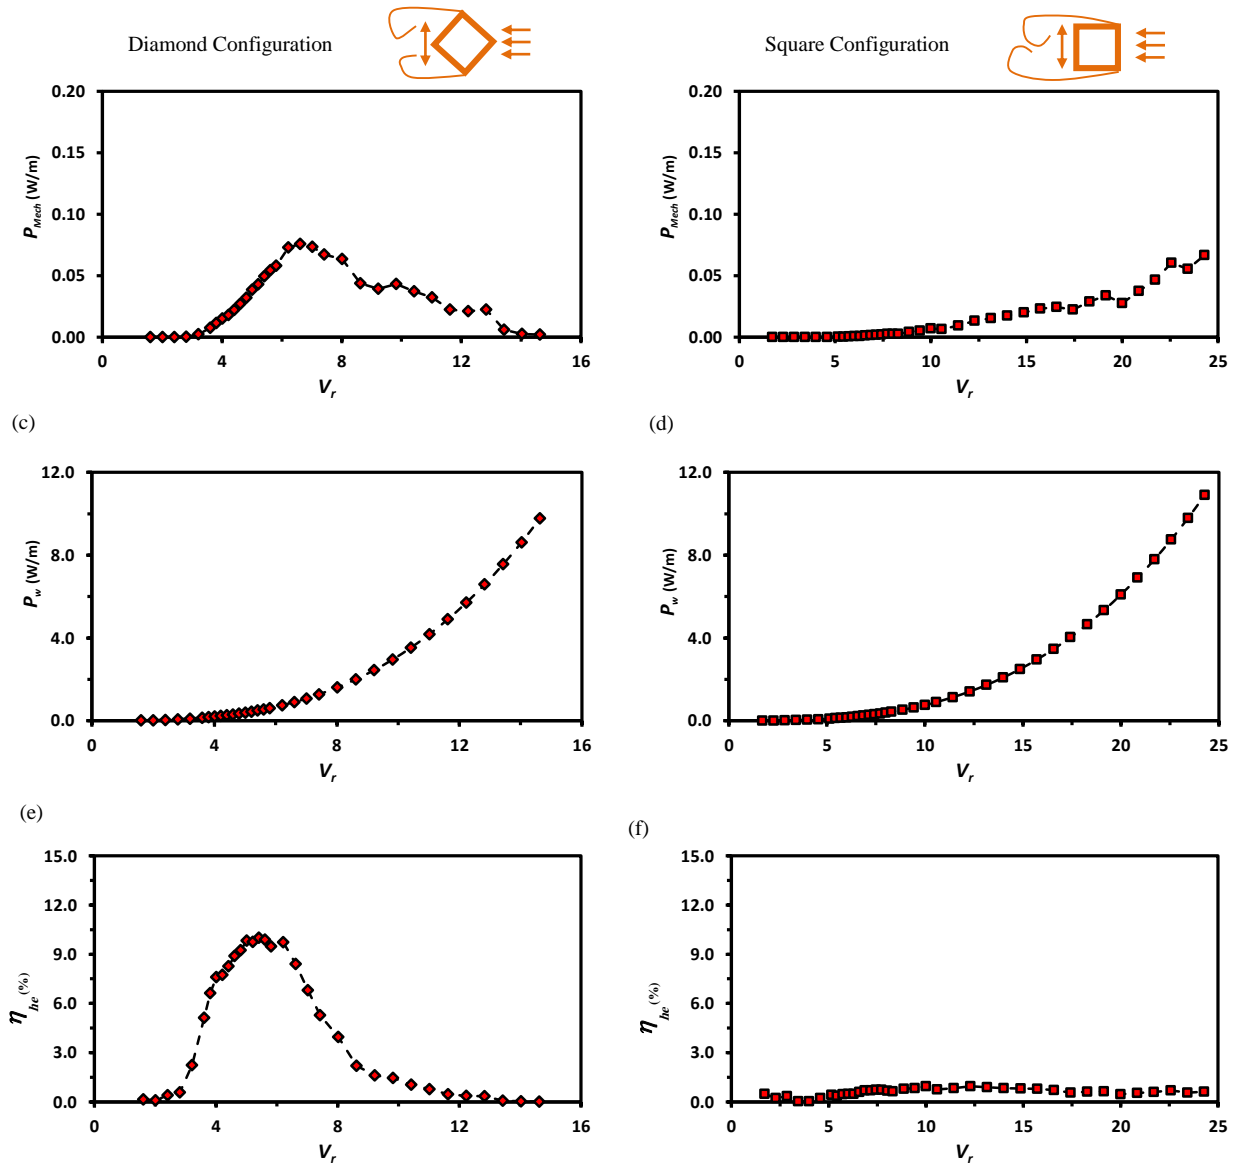 Diamond Configuration
Square Configuration
0.20
0.15
0.10
0.05
0.00
P_Mech (W/m)
0 4 8 12 16
V_r
0.20
0.15
0.10
0.05
0.00
P_Mech (W/m)
0 5 10 15 20 25
V_r
(c)
(d)
12.0
8.0
4.0
0.0
P_w (W/m)
0 4 8 12 16
V_r
12.0
8.0
4.0
0.0
P_w (W/m)
0 5 10 15 20 25
V_r
(e)
(f)
15.0
12.0
9.0
6.0
3.0
0.0
η_he (%)
0 4 8 12 16
V_r
15.0
12.0
9.0
6.0
3.0
0.0
η_he (%)
0 5 10 15 20 25
V_r